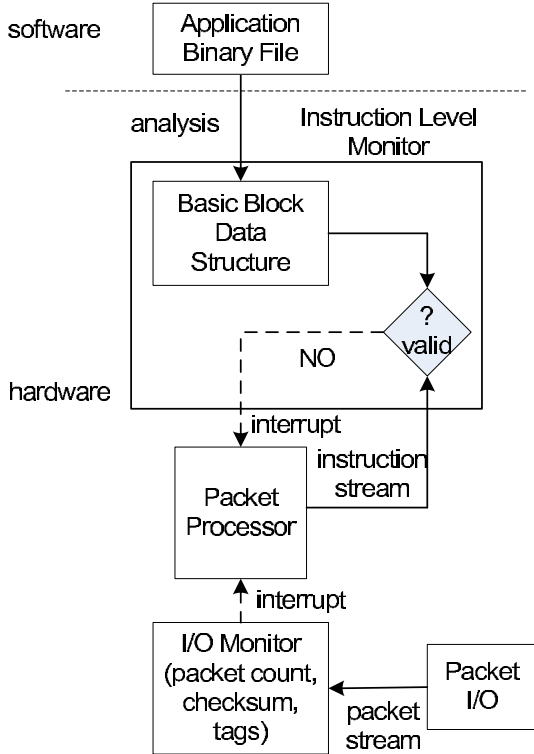 software
Application
Binary File
analysis
Instruction Level
Monitor
Basic Block
Data
Structure
?
valid
NO
hardware
interrupt
instruction
stream
Packet
Processor
interrupt
I/O Monitor
(packet count,
checksum,
tags)
packet
stream
Packet
I/O